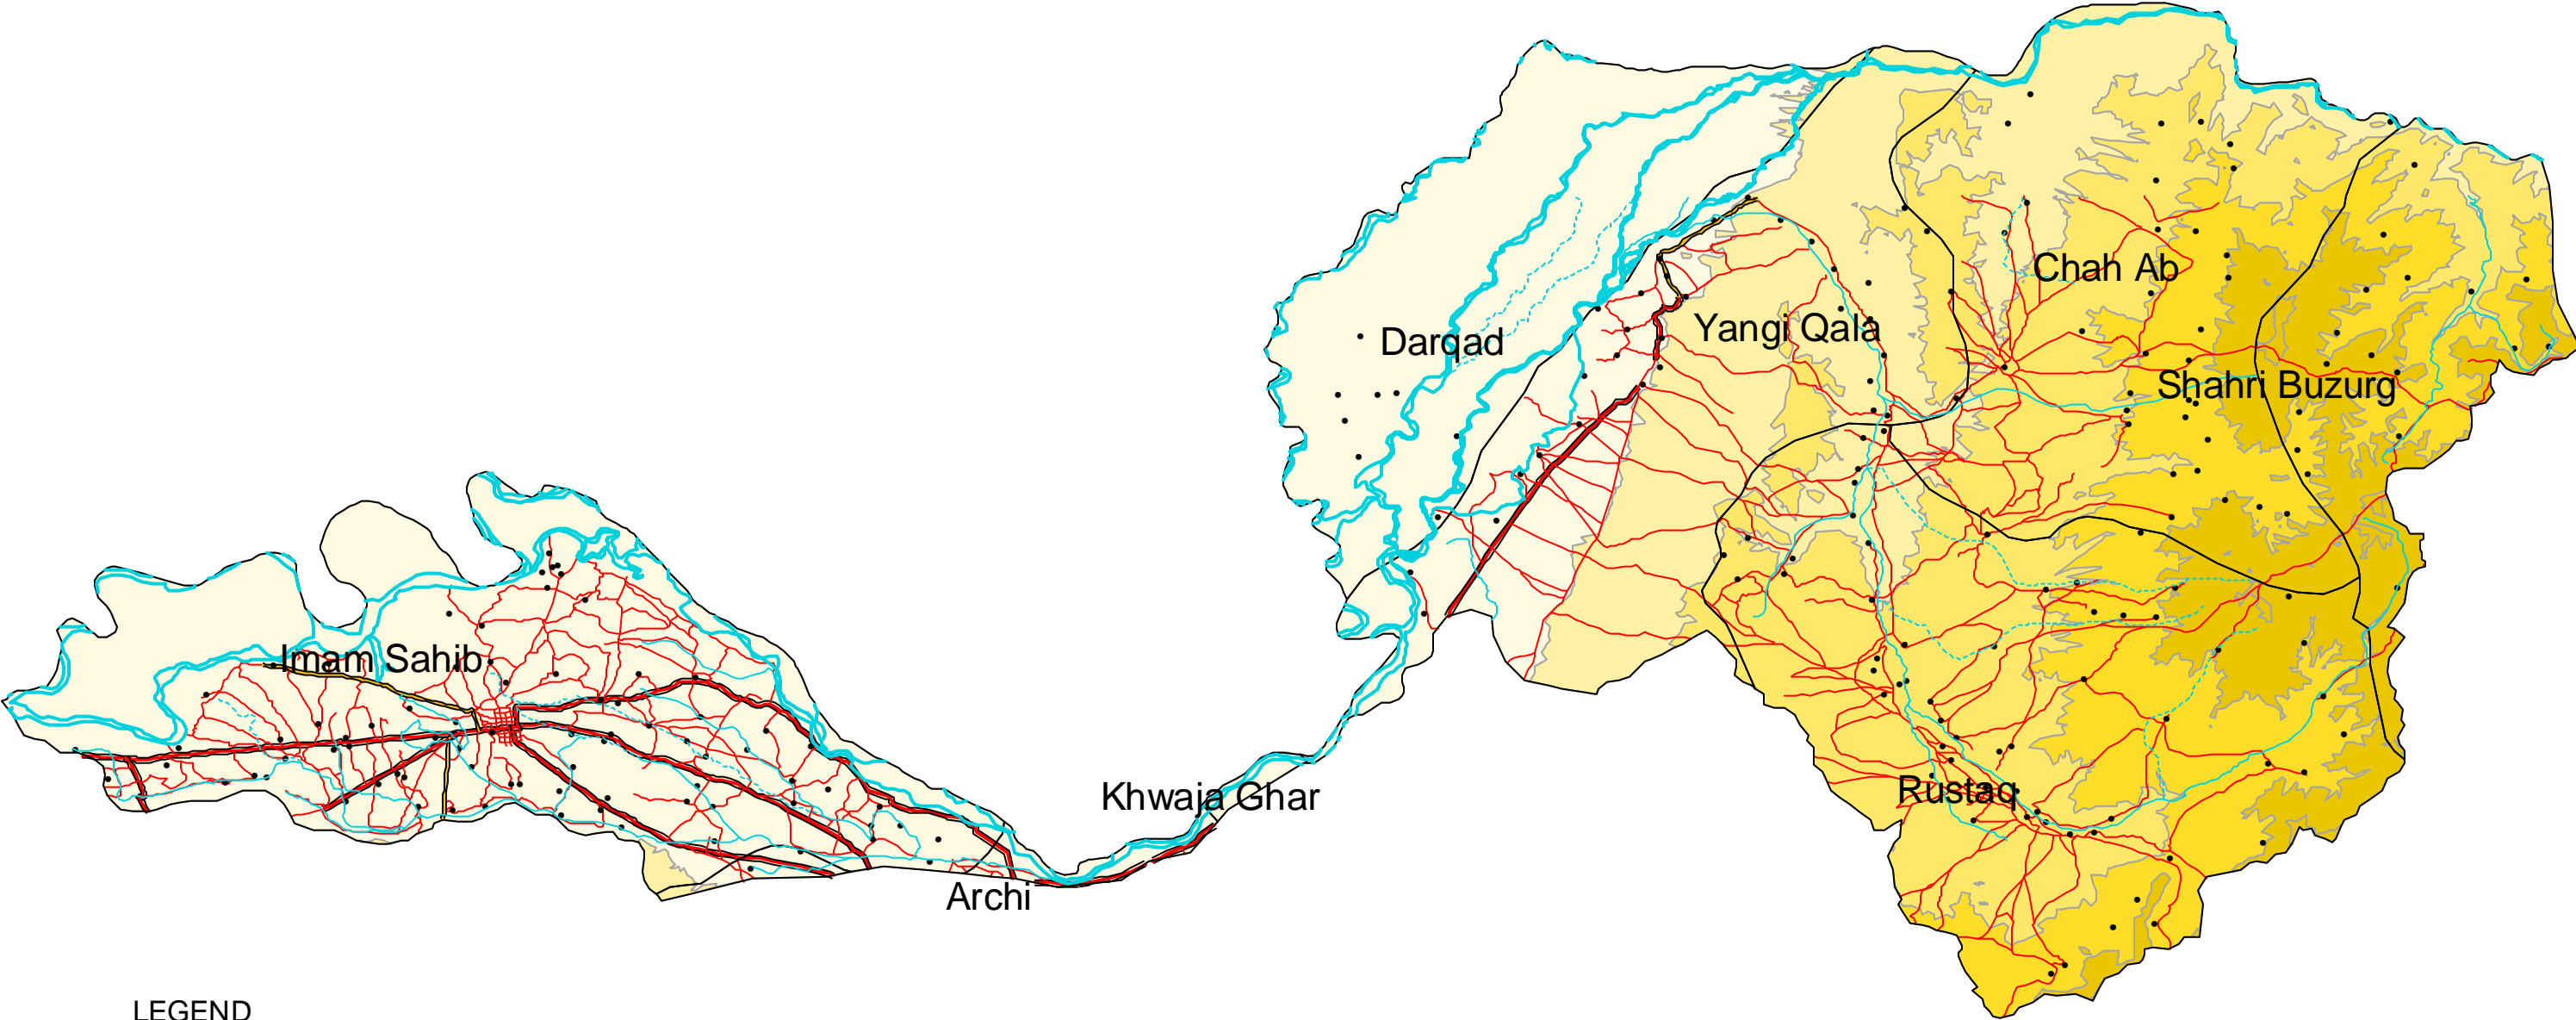 Chah Ab
Darqad
Yangi Qala
Shahri Buzurg
Imam Sahib
Khwaja Ghar
Rustaq
Archi
LEGEND